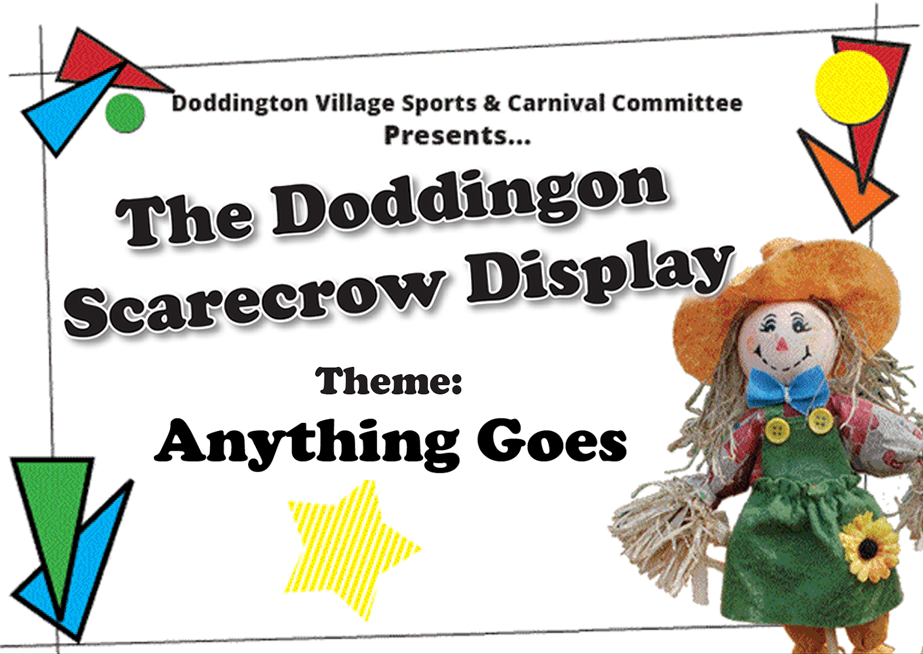 Doddington Village Sports & Carnival Committee
Presents...
The Doddingon
Scarecrow Display
Theme:
Anything Goes